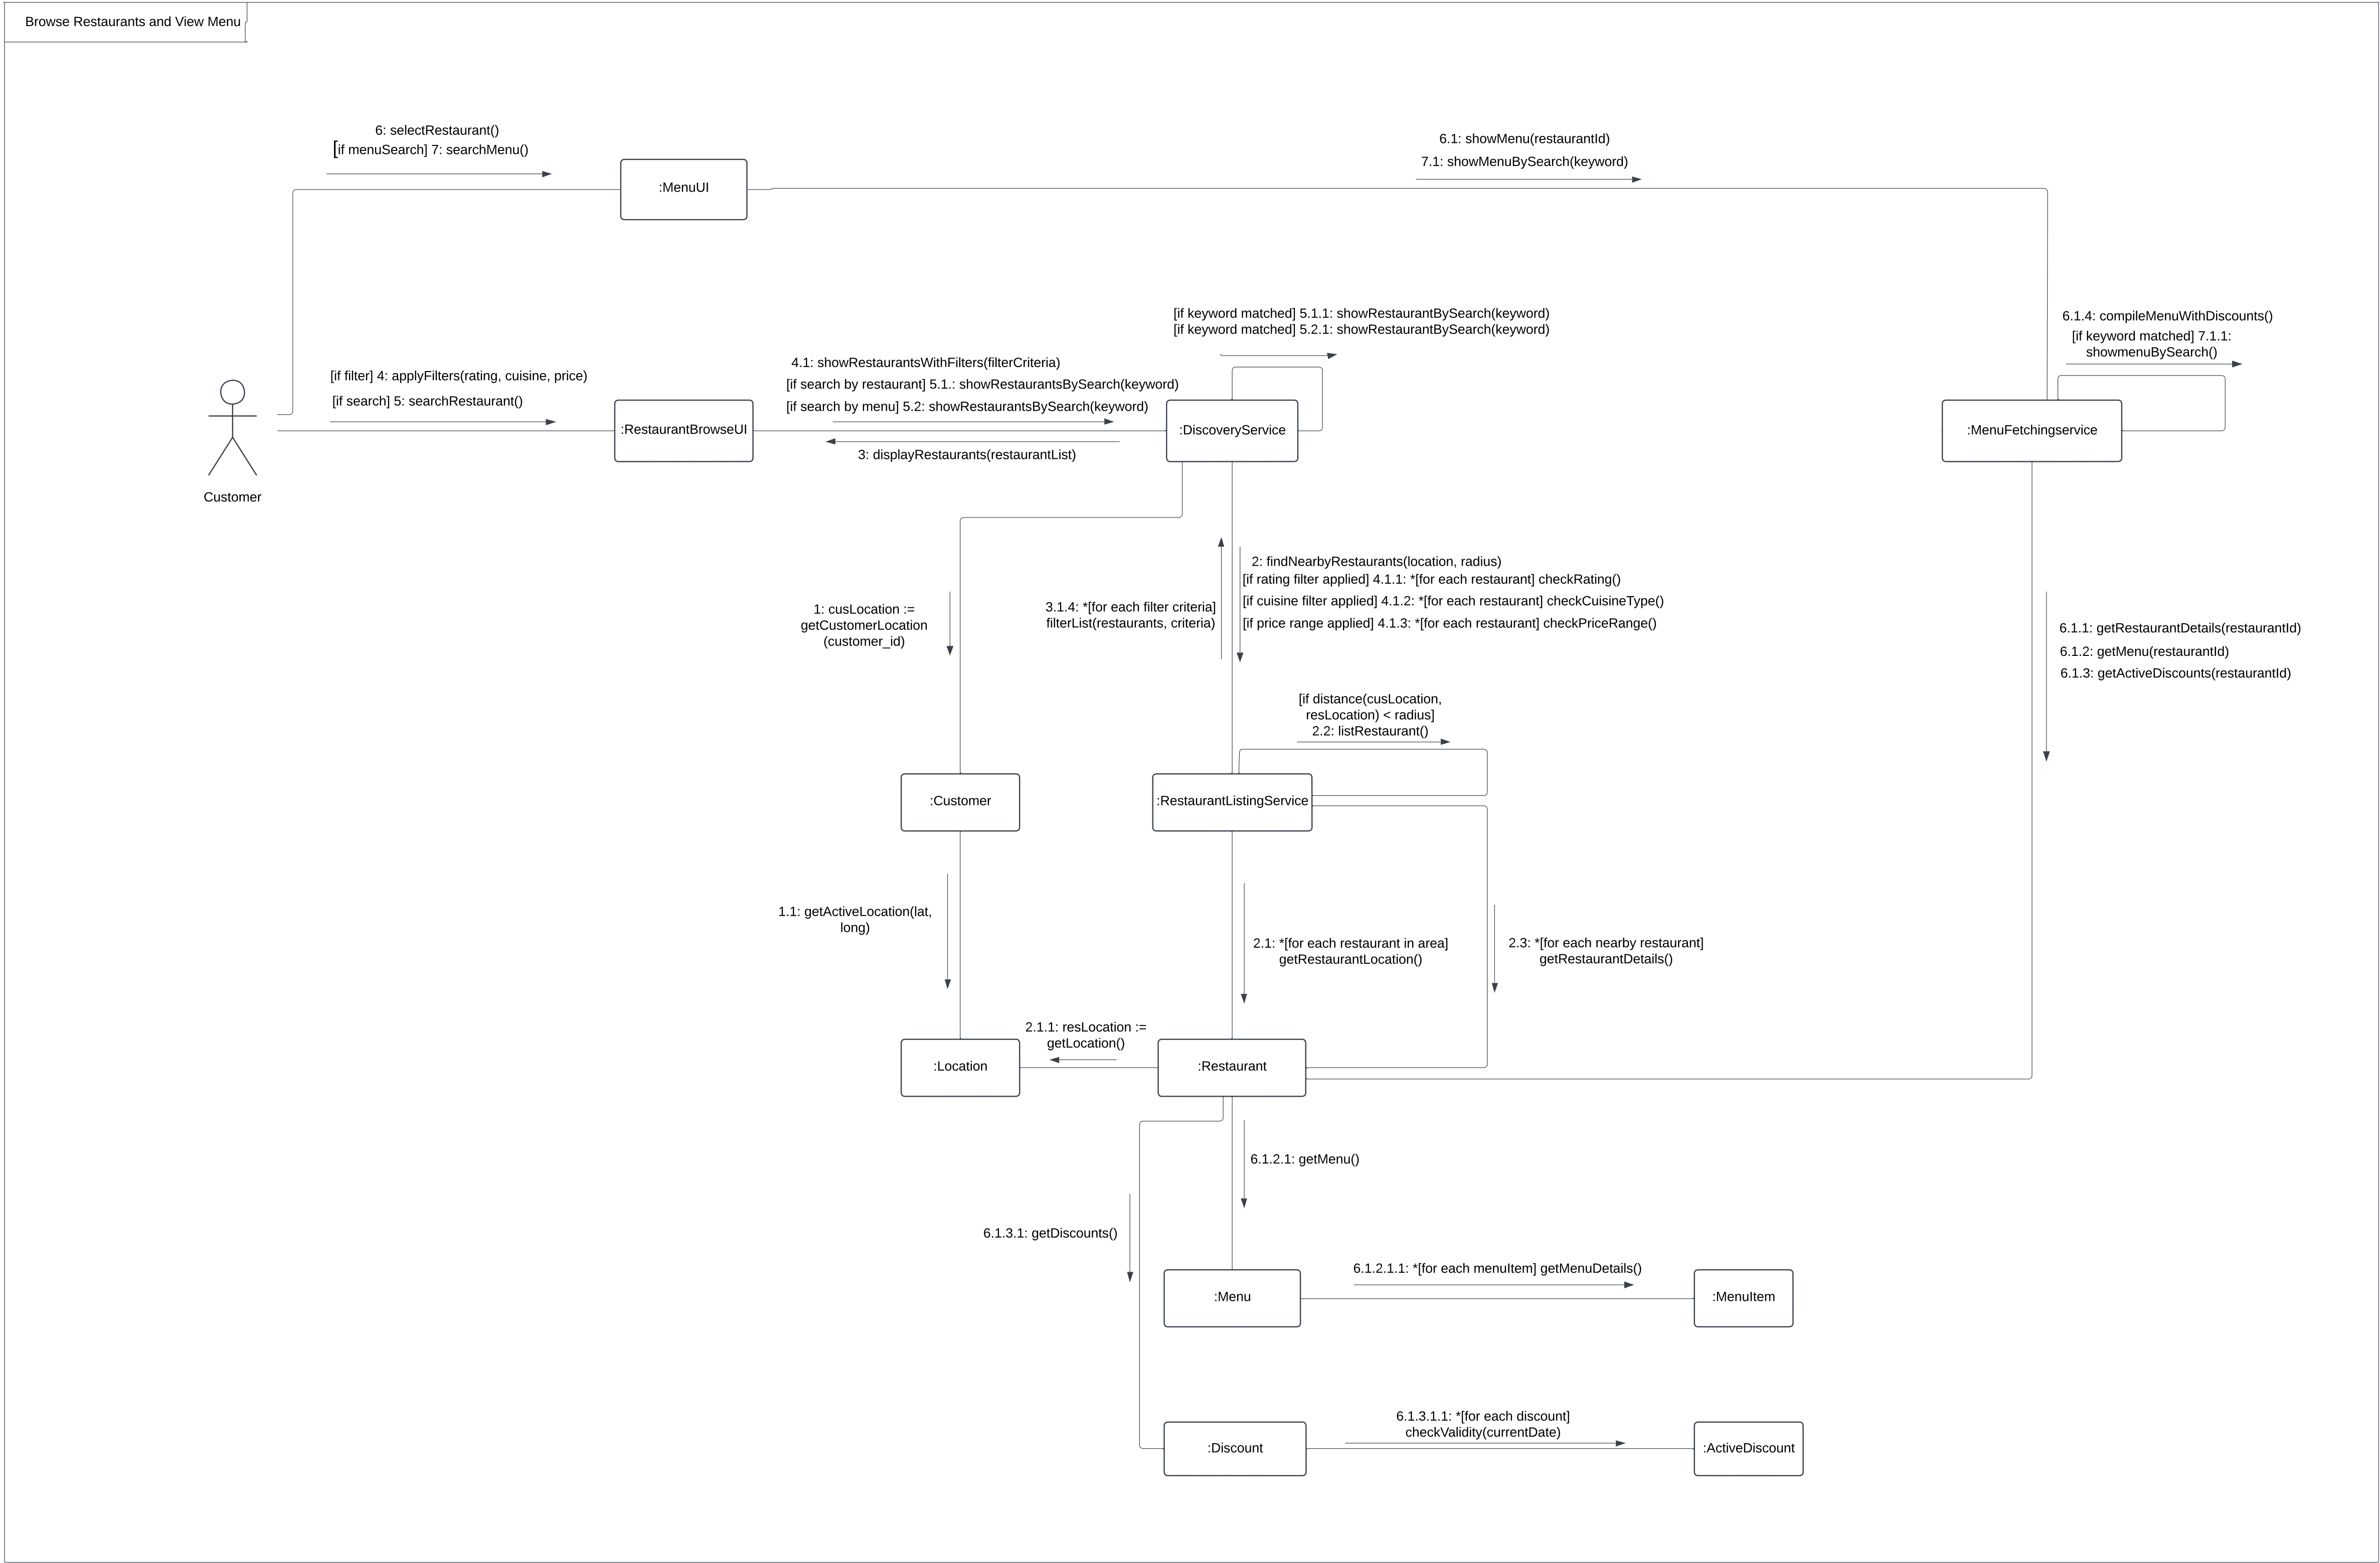 Browse Restaurants and View Menu
6: selectRestaurant()
[if menuSearch] 7: searchMenu()
6.1: showMenu(restaurantId)
7.1: showMenuBySearch(keyword)
:MenuUI
[if keyword matched] 5.1.1: showRestaurantBySearch(keyword)
[if keyword matched] 5.2.1: showRestaurantBySearch(keyword)
6.1.4: compileMenuWithDiscounts()
[if keyword matched] 7.1.1:
showmenuBySearch()
[if filter] 4: applyFilters(rating, cuisine, price)
[if search] 5: searchRestaurant()
4.1: showRestaurantsWithFilters(filterCriteria)
[if search by restaurant] 5.1.: showRestaurantsBySearch(keyword)
[if search by menu] 5.2: showRestaurantsBySearch(keyword)
:RestaurantBrowseUI
:DiscoveryService
:MenuFetchingservice
3: displayRestaurants(restaurantList)
Customer
2: findNearbyRestaurants(location, radius)
[if rating filter applied] 4.1.1: *[for each restaurant] checkRating()
[if cuisine filter applied] 4.1.2: *[for each restaurant] checkCuisineType()
[if price range applied] 4.1.3: *[for each restaurant] checkPriceRange()
1: cusLocation :=
getCustomerLocation
(customer_id)
3.1.4: *[for each filter criteria]
filterList(restaurants, criteria)
6.1.1: getRestaurantDetails(restaurantId)
6.1.2: getMenu(restaurantId)
6.1.3: getActiveDiscounts(restaurantId)
[if distance(cusLocation,
resLocation) < radius]
2.2: listRestaurant()
:Customer
:RestaurantListingService
1.1: getActiveLocation(lat,
long)
2.1: *[for each restaurant in area]
getRestaurantLocation()
2.3: *[for each nearby restaurant]
getRestaurantDetails()
2.1.1: resLocation :=
getLocation()
:Location
:Restaurant
6.1.2.1: getMenu()
6.1.3.1: getDiscounts()
6.1.2.1.1: *[for each menuItem] getMenuDetails()
:Menu
:MenuItem
6.1.3.1.1: *[for each discount]
checkValidity(currentDate)
:Discount
:ActiveDiscount